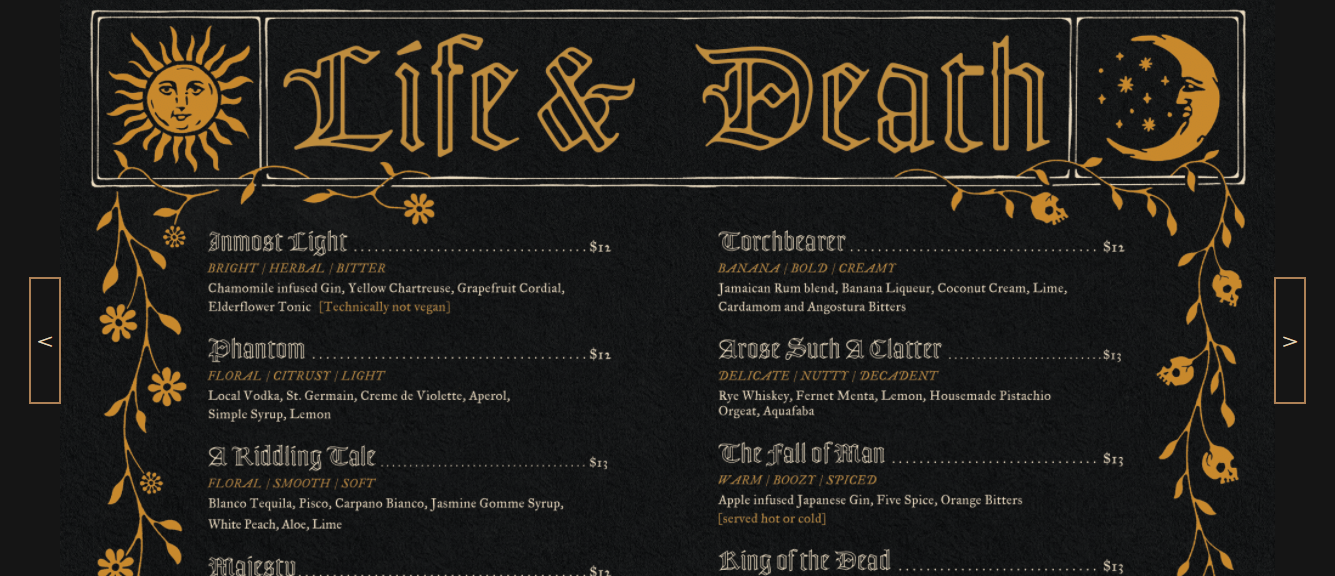 Life & Death
Inmost Light ........ $12
BRIGHT / HERBAL / BITTER
Chamomile infused Gin, Yellow Chartreuse, Grapefruit Cordial,
Elderflower Tonic [Technically not vegan]
Phantom ........ $12
FLORAL / CITRUSY / LIGHT
Local Vodka, St. Germain, Creme de Violette, Aperol,
Simple Syrup, Lemon
A Riddling Tale ........ $13
FLORAL / SMOOTH / SOFT
Blanco Tequila, Pisco, Carpano Bianco, Jasmine Gomme Syrup,
White Peach, Aloe, Lime
Majesty ........ $12
Torchbearer ........ $12
BANANA / BOLD / CREAMY
Jamaican Rum blend, Banana Liqueur, Coconut Cream, Lime,
Cardamom and Angostura Bitters
Arose Such A Clatter ........ $13
DELICATE / NUTTY / DECADENT
Rye Whiskey, Fernet Menta, Lemon, Housemade Pistachio
Orgeat, Aquafaba
The Fall of Man ........ $13
WARM / BOOZY / SPICED
Apple infused Japanese Gin, Five Spice, Orange Bitters
[served hot or cold]
King of the Dead ........ $13
<
>